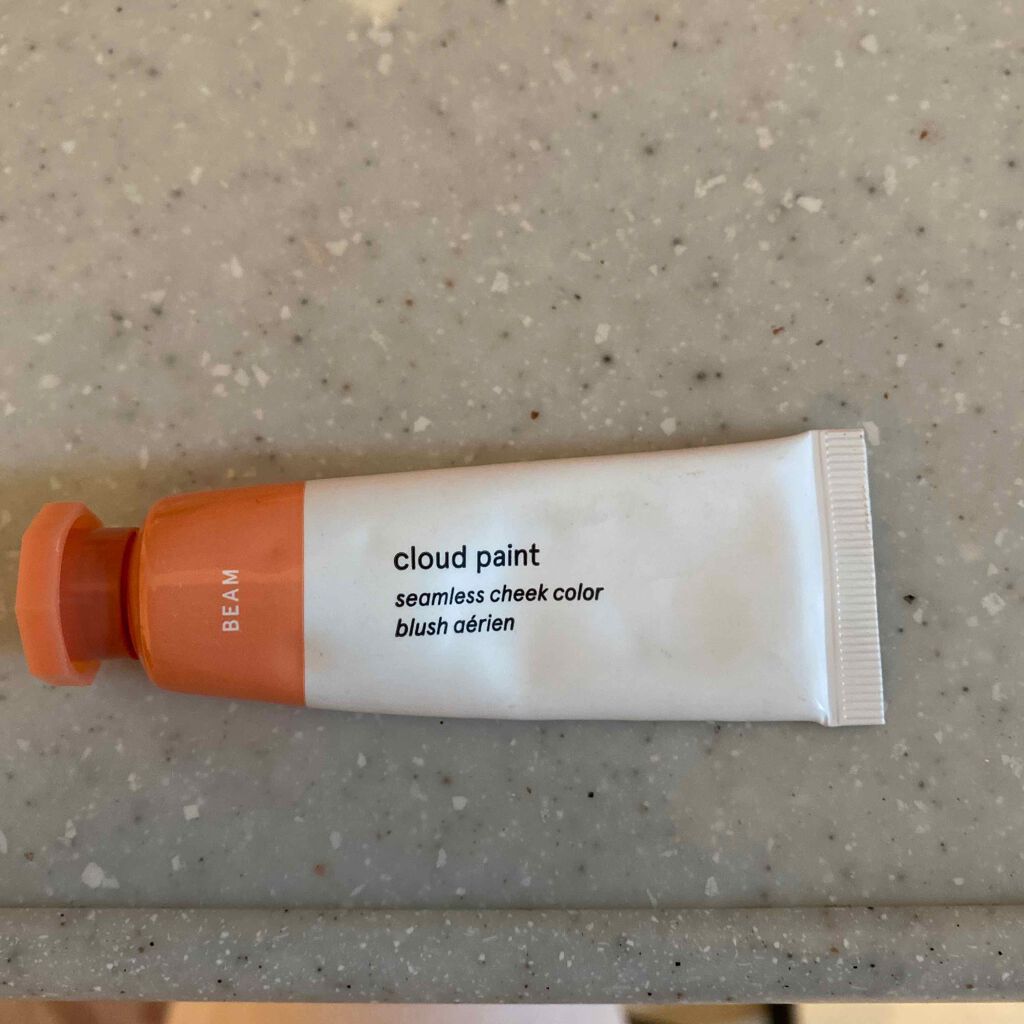 BEAM
cloud paint
seamless cheek color
blush aérien